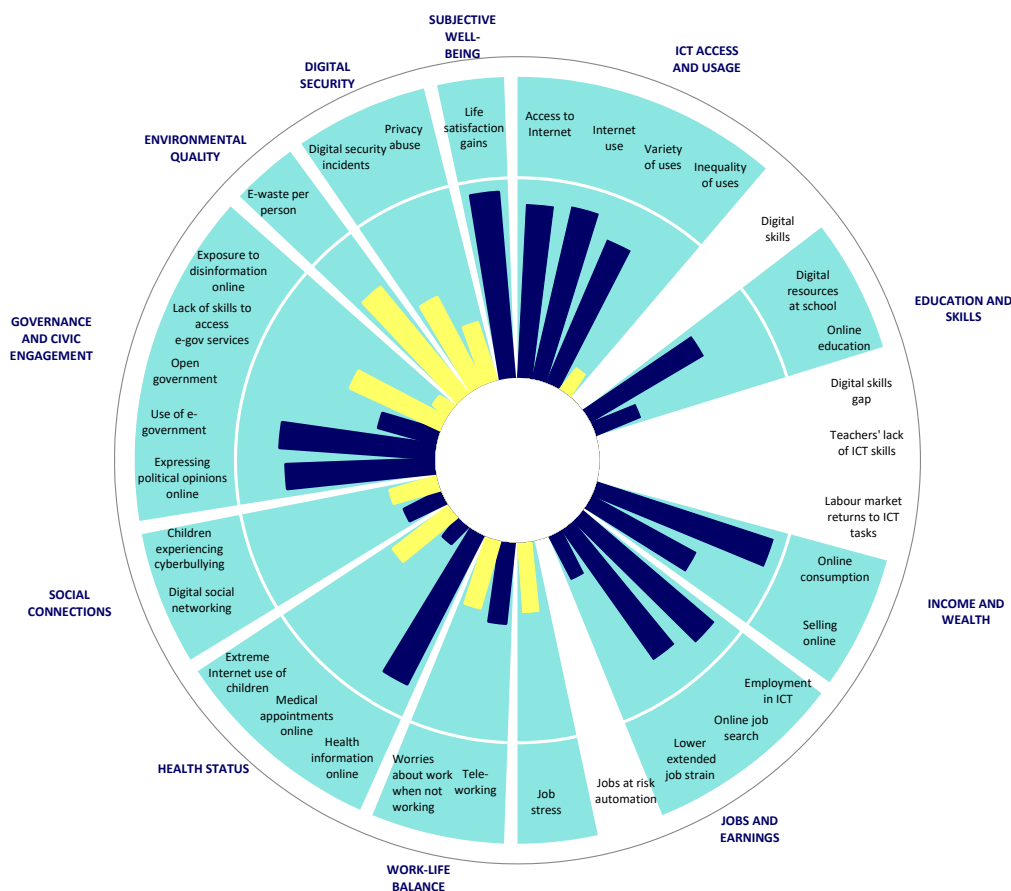 SUBJECTIVE
WELL-
BEING
ICT ACCESS
AND USAGE
DIGITAL
SECURITY
ENVIRONMENTAL
QUALITY
Life
satisfaction
gains
Access to
Internet
Internet
use
Variety
of uses
Inequality
of uses
Privacy
abuse
Digital security
incidents
E-waste per
person
Digital
skills
Digital
resources
at school
Online
education
EDUCATION AND
SKILLS
Digital skills
gap
Teachers' lack
of ICT skills
Exposure to
disinformation
online
Lack of skills to
access
e-gov services
Open
government
Use of e-
government
Expressing
political opinions
online
GOVERNANCE
AND CIVIC
ENGAGEMENT
Labour market
returns to ICT
tasks
Online
consumption
Selling
online
INCOME AND
WEALTH
Children
experiencing
cyberbullying
Digital social
networking
SOCIAL
CONNECTIONS
Extreme
Internet use of
children
Medical
appointments
online
Health
information
online
HEALTH STATUS
Employment
in ICT
Online job
search
Lower
extended
job strain
Jobs at risk
automation
JOBS AND
EARNINGS
Worries
about work
when not
working
Tele-
working
Job
stress
WORK-LIFE
BALANCE